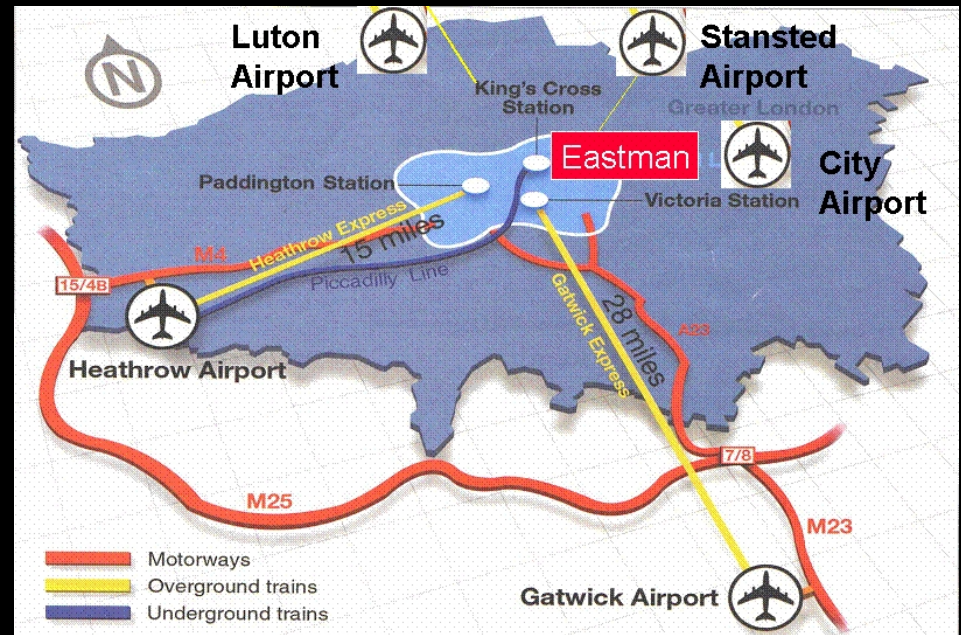 Luton
Airport
Stansted
Airport
N
King's Cross
Station
Greater London
Eastman
City
Airport
Paddington Station
Victoria Station
Heathrow Express
15 miles
M4
Piccadilly Line
15/4B
Heathrow Airport
Gatwick Express
28 miles
A23
7/8
M25
M23
Gatwick Airport
Motorways
Overground trains
Underground trains